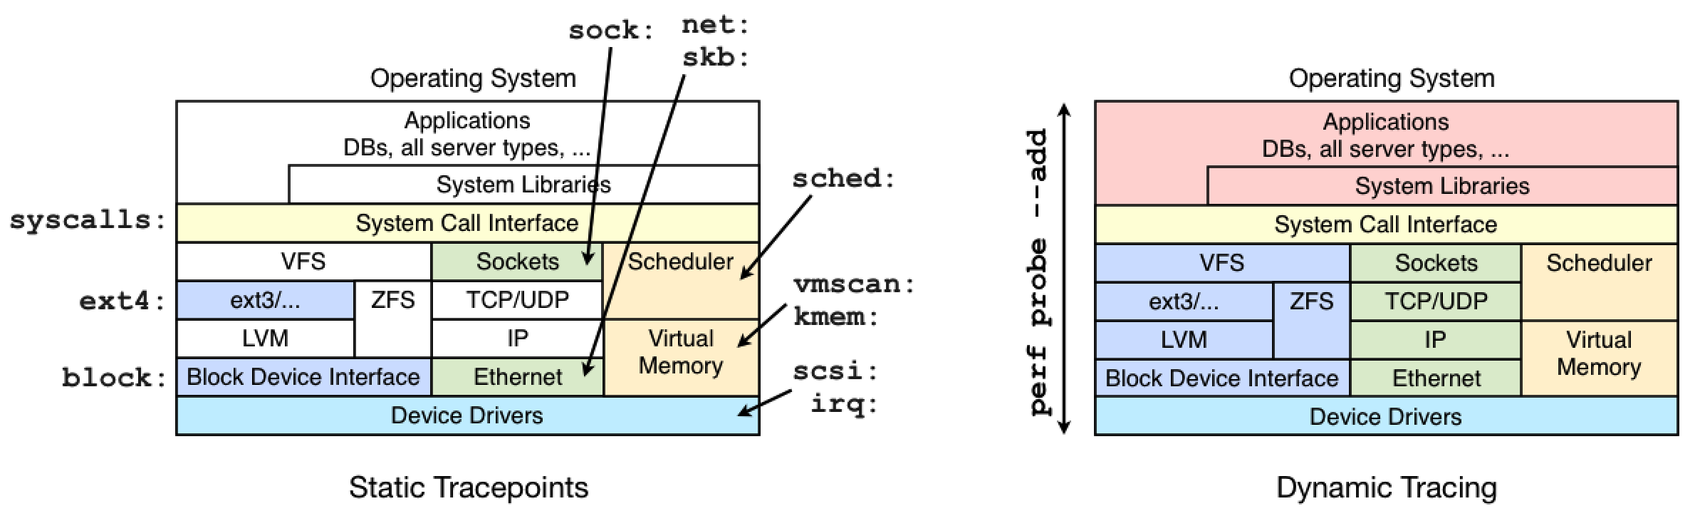 sock:
net:
skb:
Operating System
Applications
DBs, all server types, ...
System Libraries
sched:
syscalls:
System Call Interface
VFS
Sockets
Scheduler
ext4:
ext3/...
ZFS
TCP/UDP
vmscan:
kmem:
LVM
IP
Virtual
Memory
block:
Block Device Interface
Ethernet
scsi:
irq:
Device Drivers
Static Tracepoints
perf probe --add
Operating System
Applications
DBs, all server types, ...
System Libraries
System Call Interface
VFS
Sockets
Scheduler
ext3/...
ZFS
TCP/UDP
LVM
IP
Virtual
Memory
Block Device Interface
Ethernet
Device Drivers
Dynamic Tracing